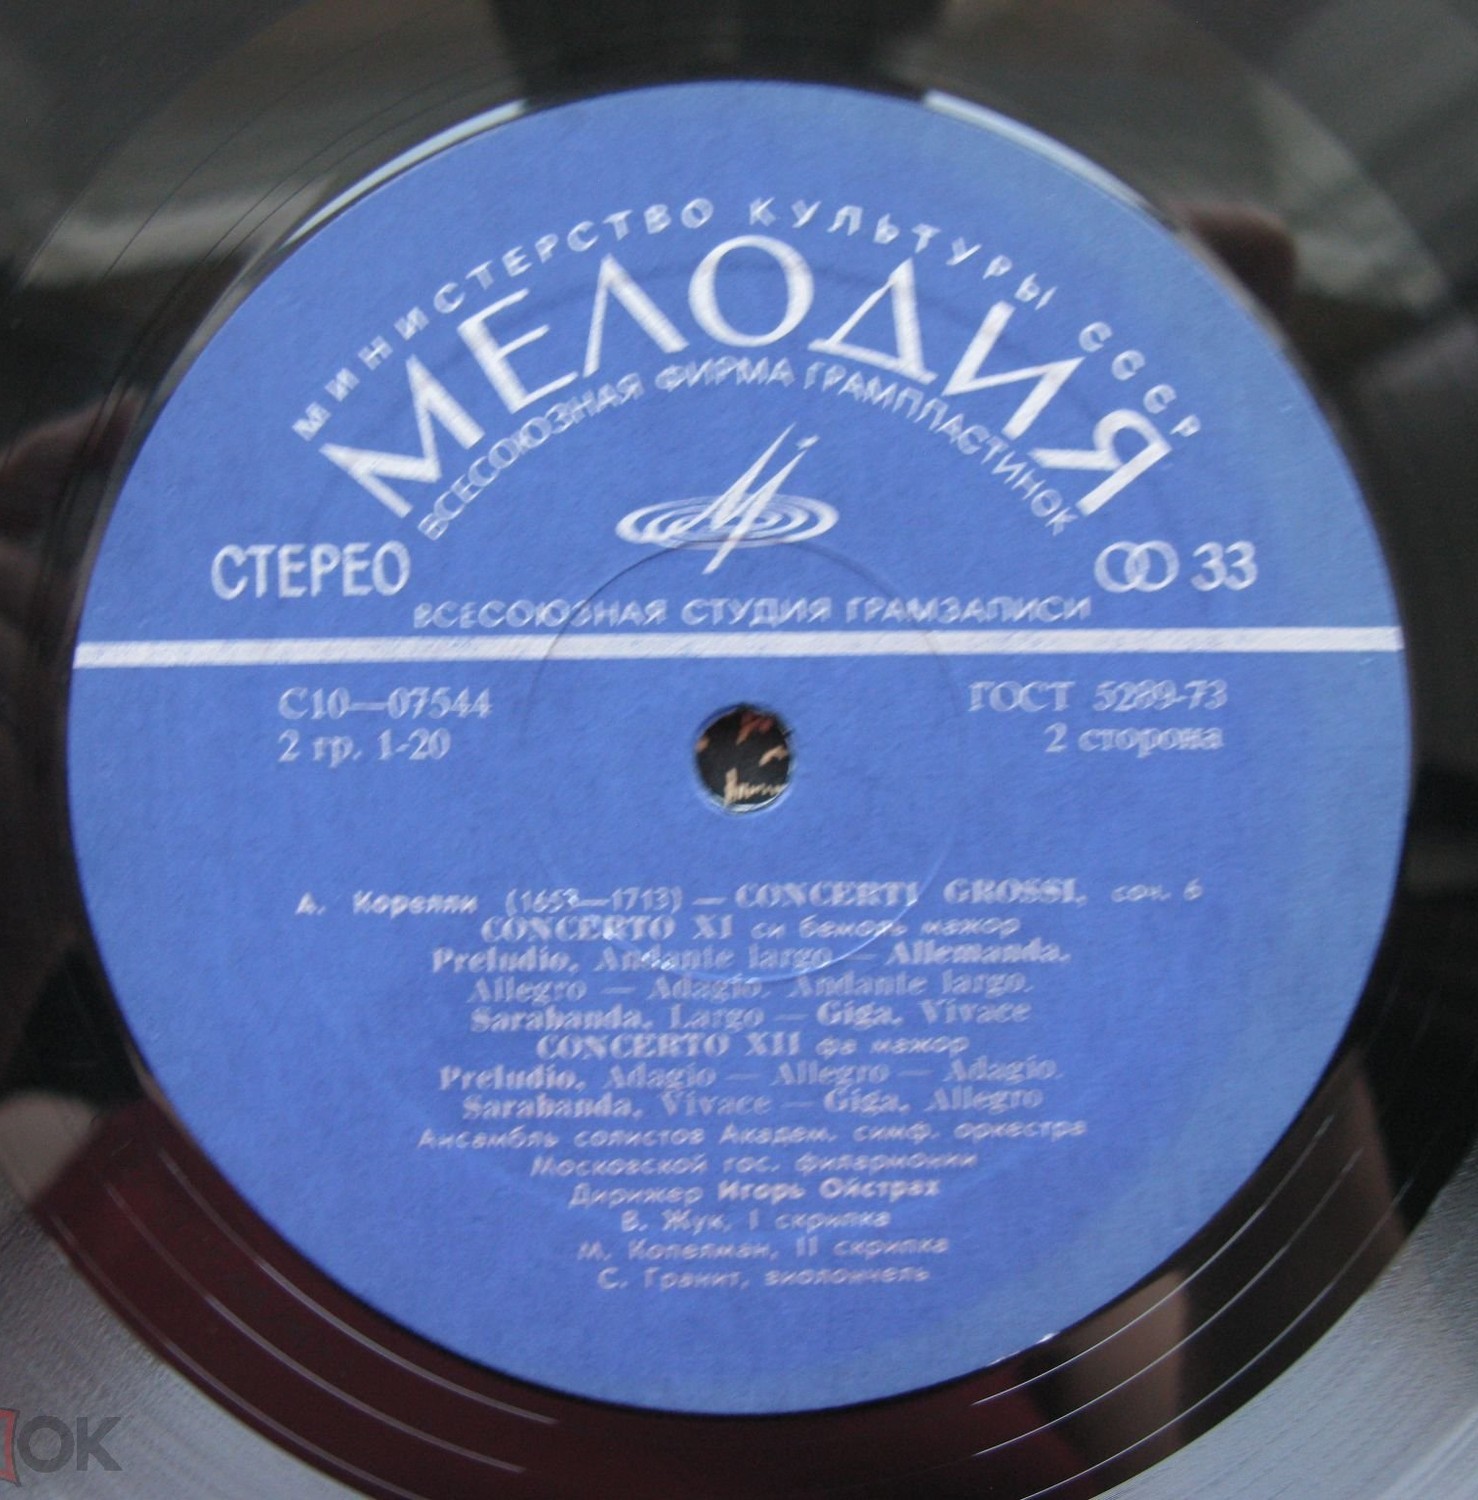 МИНИСТЕРСТВО КУЛЬТУРЫ СССР
МЕЛОДИЯ
ВСЕСОЮЗНАЯ ФИРМА ГРАМПЛАСТИНОК
СТЕРЕО
33
ВСЕСОЮЗНАЯ СТУДИЯ ГРАМЗАПИСИ
С10—07544
ГОСТ 5289-73
2 гр. 1-20
2 сторона
А. Корелли (1653—1713) — CONCERTI GROSSI, соч. 6
CONCERTO XI си бемоль мажор
Preludio, Andante largo — Allemanda,
Allegro — Adagio, Andante largo,
Sarabanda, Largo — Giga, Vivace
CONCERTO XII фа мажор
Preludio, Adagio — Allegro — Adagio,
Sarabanda, Vivace — Giga, Allegro
Ансамбль солистов Академ. симф. оркестра
Московской гос. филармонии
Дирижер Игорь Ойстрах
В. Жук, I скрипка
М. Копелман, II скрипка
С. Гранит, виолончель
ОК